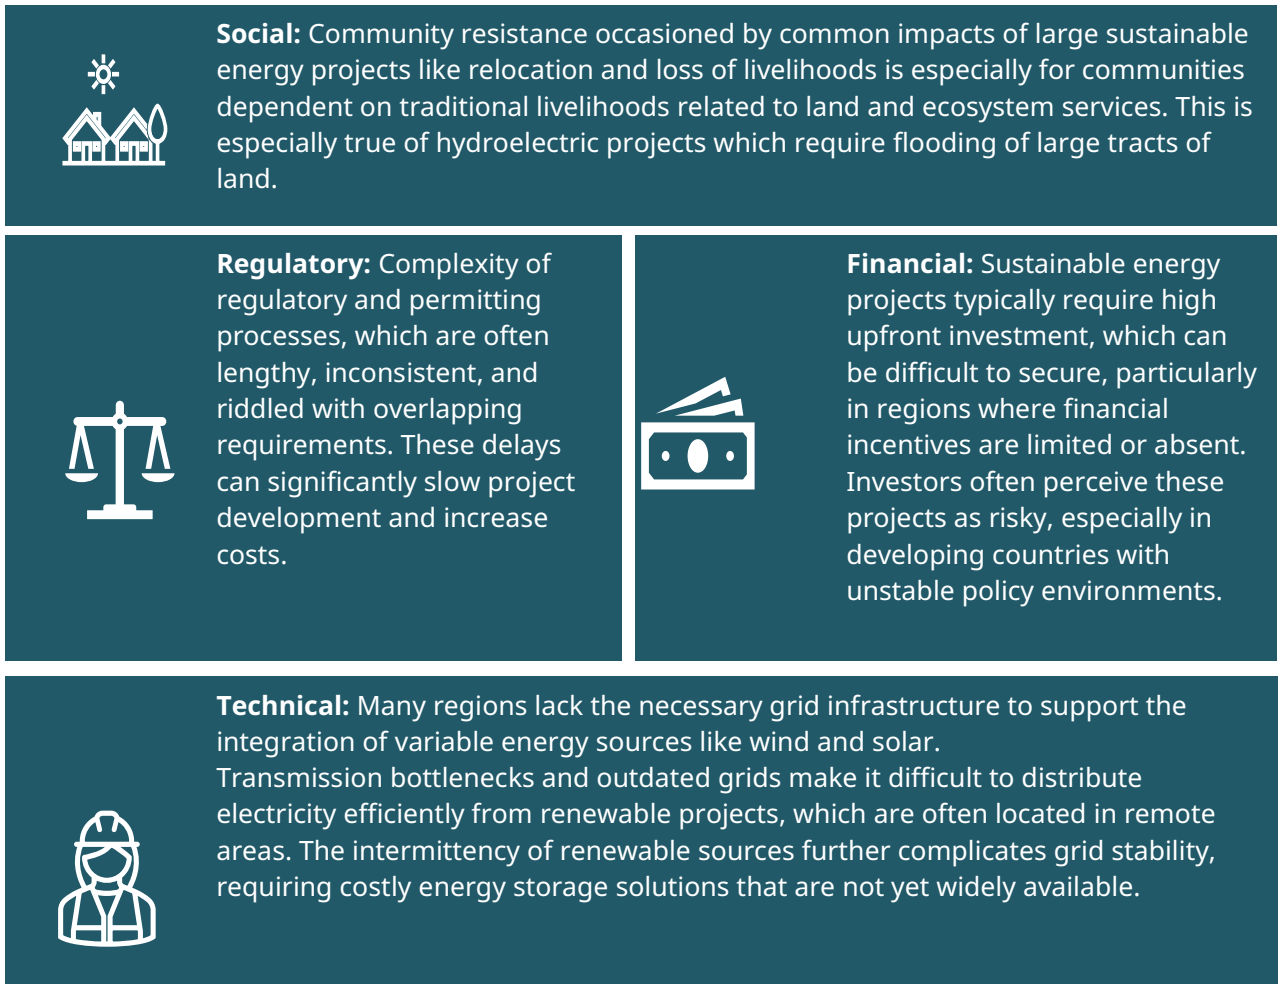 Social: Community resistance occasioned by common impacts of large sustainable
energy projects like relocation and loss of livelihoods is especially for communities
dependent on traditional livelihoods related to land and ecosystem services. This is
especially true of hydroelectric projects which require flooding of large tracts of
land.
Regulatory: Complexity of
regulatory and permitting
processes, which are often
lengthy, inconsistent, and
riddled with overlapping
requirements. These delays
can significantly slow project
development and increase
costs.
Financial: Sustainable energy
projects typically require high
upfront investment, which can
be difficult to secure, particularly
in regions where financial
incentives are limited or absent.
Investors often perceive these
projects as risky, especially in
developing countries with
unstable policy environments.
Technical: Many regions lack the necessary grid infrastructure to support the
integration of variable energy sources like wind and solar.
Transmission bottlenecks and outdated grids make it difficult to distribute
electricity efficiently from renewable projects, which are often located in remote
areas. The intermittency of renewable sources further complicates grid stability,
requiring costly energy storage solutions that are not yet widely available.